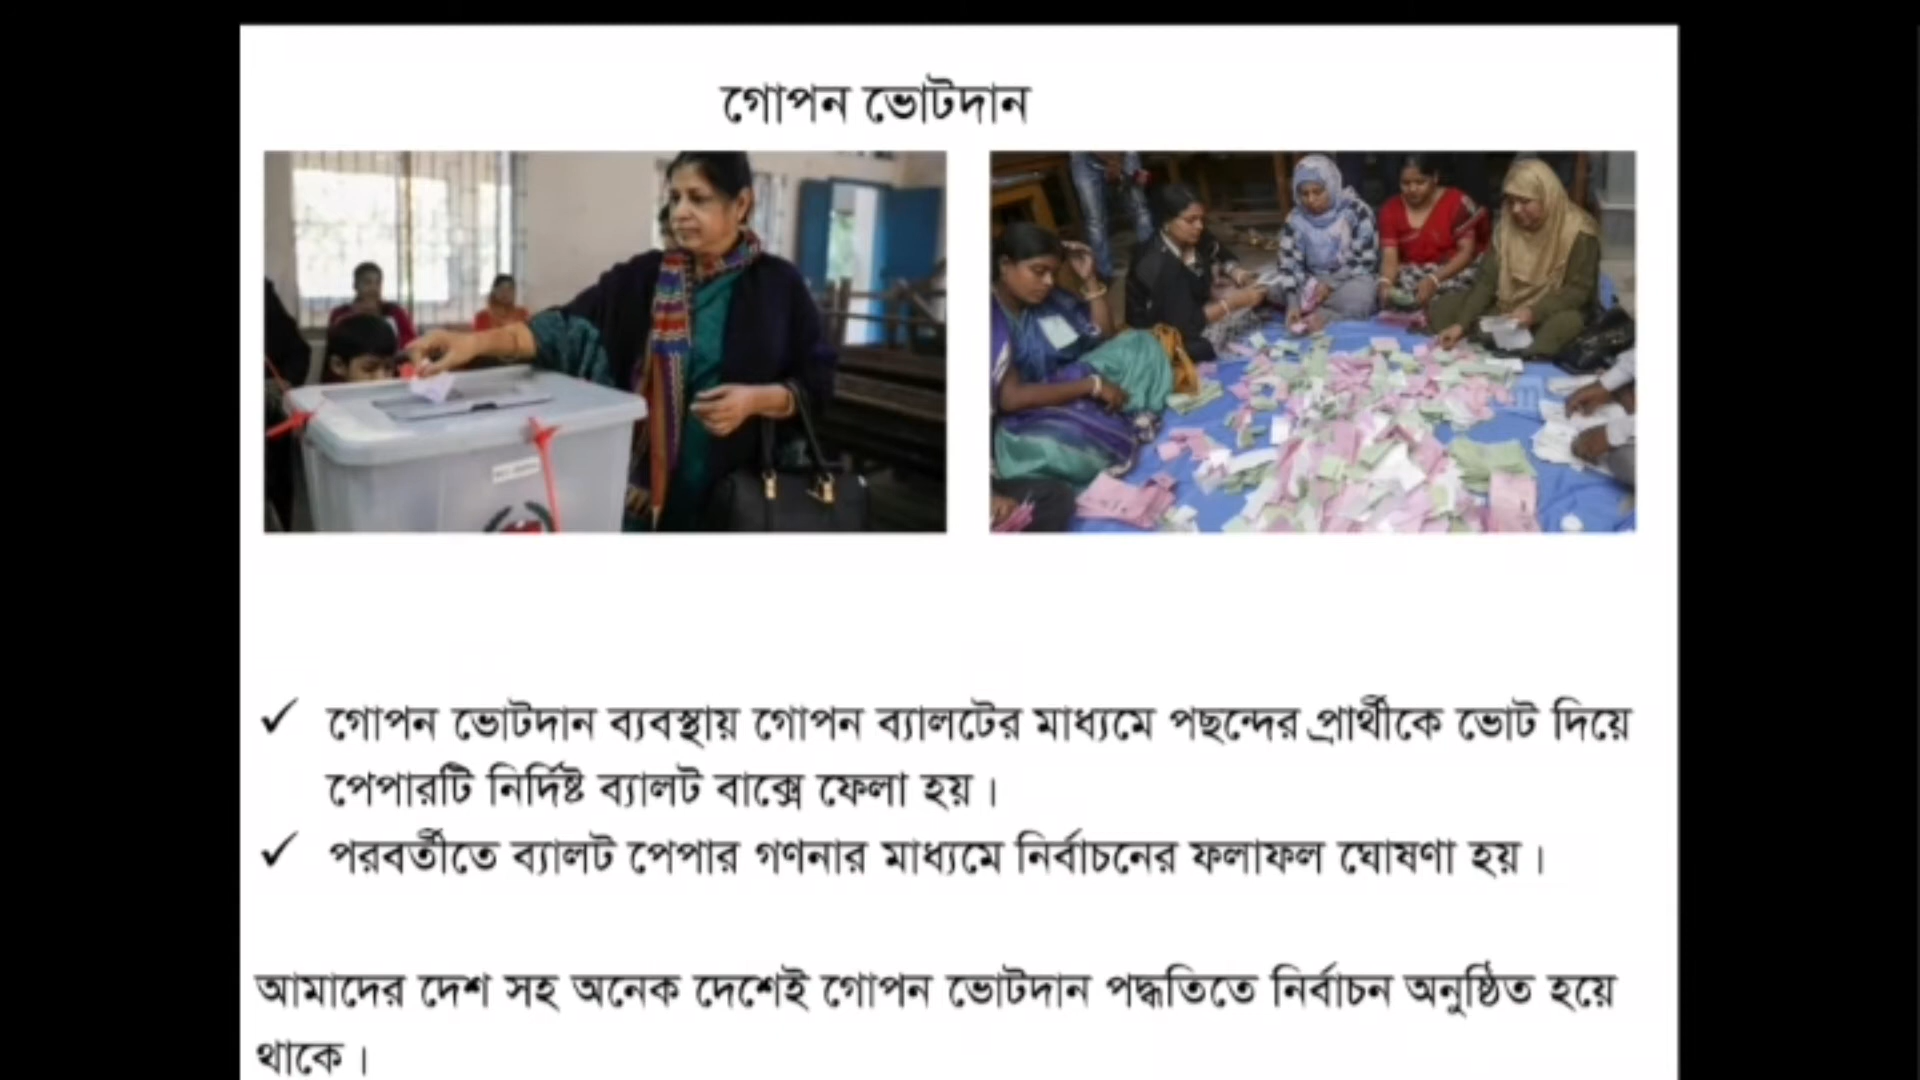 গোপন ভোটদান
✓ গোপন ভোটদান ব্যবস্থায় গোপন ব্যালটের মাধ্যমে পছন্দের প্রার্থীকে ভোট দিয়ে
পেপারটি নির্দিষ্ট ব্যালট বাক্সে ফেলা হয়।
✓ পরবর্তীতে ব্যালট পেপার গণনার মাধ্যমে নির্বাচনের ফলাফল ঘোষণা হয়।
আমাদের দেশ সহ অনেক দেশেই গোপন ভোটদান পদ্ধতিতে নির্বাচন অনুষ্ঠিত হয়ে
থাকে।